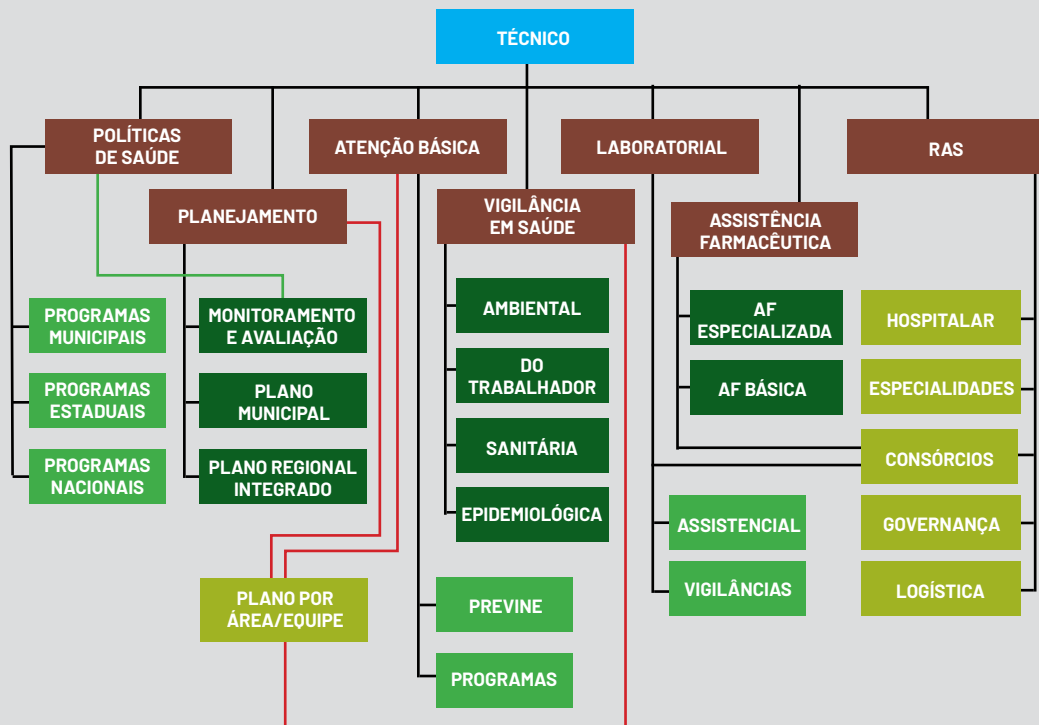 TÉCNICO
POLÍTICAS
DE SAÚDE
ATENÇÃO BÁSICA
LABORATORIAL
RAS
PLANEJAMENTO
VIGILÂNCIA
EM SAÚDE
ASSISTÊNCIA
FARMACÊUTICA
PROGRAMAS
MUNICIPAIS
PROGRAMAS
ESTADUAIS
PROGRAMAS
NACIONAIS
MONITORAMENTO
E AVALIAÇÃO
PLANO
MUNICIPAL
PLANO REGIONAL
INTEGRADO
PLANO POR
ÁREA/EQUIPE
AMBIENTAL
DO
TRABALHADOR
SANITÁRIA
EPIDEMIOLÓGICA
PREVINE
PROGRAMAS
AF
ESPECIALIZADA
AF BÁSICA
ASSISTENCIAL
VIGILÂNCIAS
HOSPITALAR
ESPECIALIDADES
CONSÓRCIOS
GOVERNANÇA
LOGÍSTICA